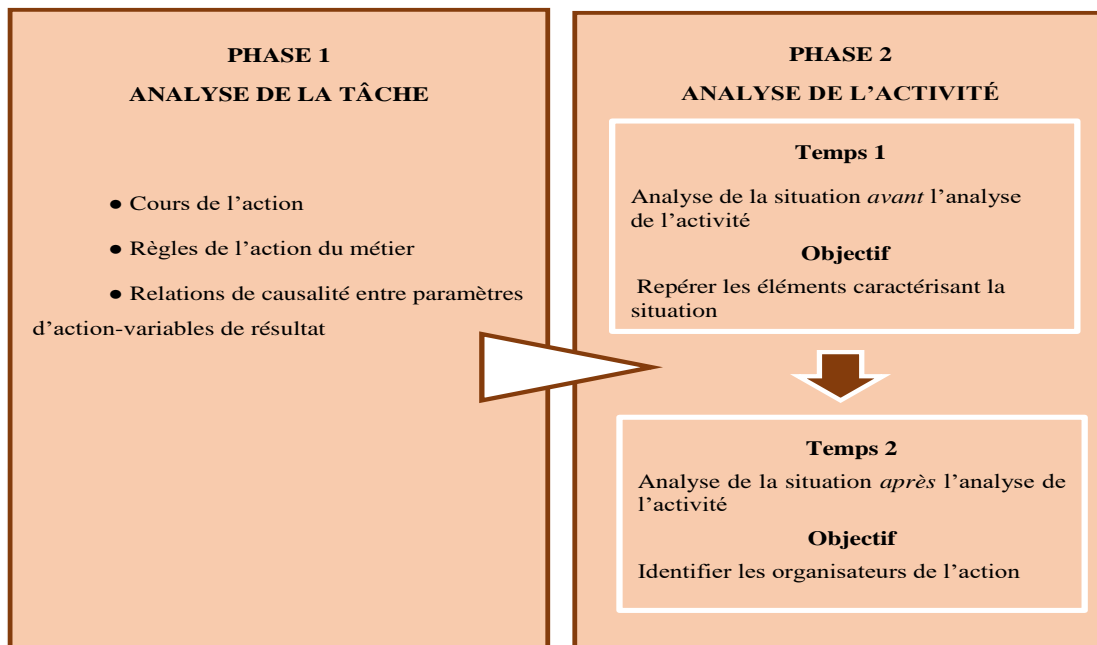 PHASE 1
ANALYSE DE LA TÂCHE
● Cours de l’action
● Règles de l’action du métier
● Relations de causalité entre paramètres
d’action-variables de résultat
PHASE 2
ANALYSE DE L’ACTIVITÉ
Temps 1
Analyse de la situation avant l’analyse
de l’activité
Objectif
Repérer les éléments caractérisant la
situation
Temps 2
Analyse de la situation après l’analyse de
l’activité
Objectif
Identifier les organisateurs de l’action